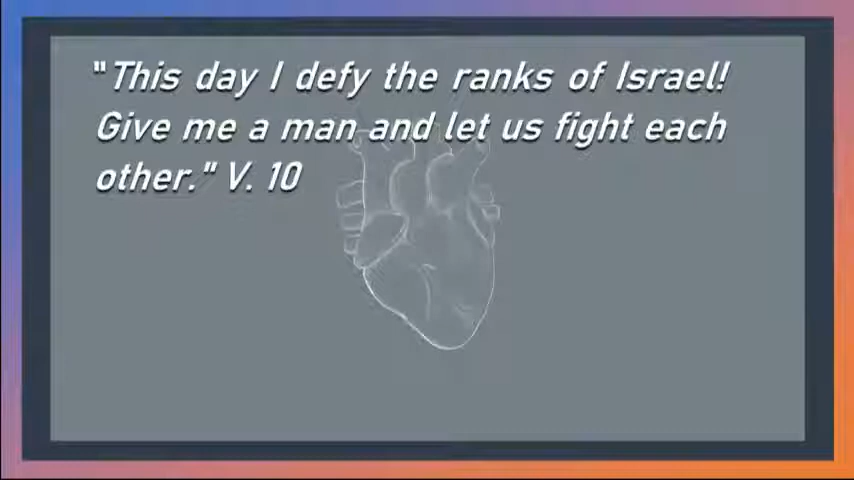 "This day I defy the ranks of Israel!
Give me a man and let us fight each
other." V. 10